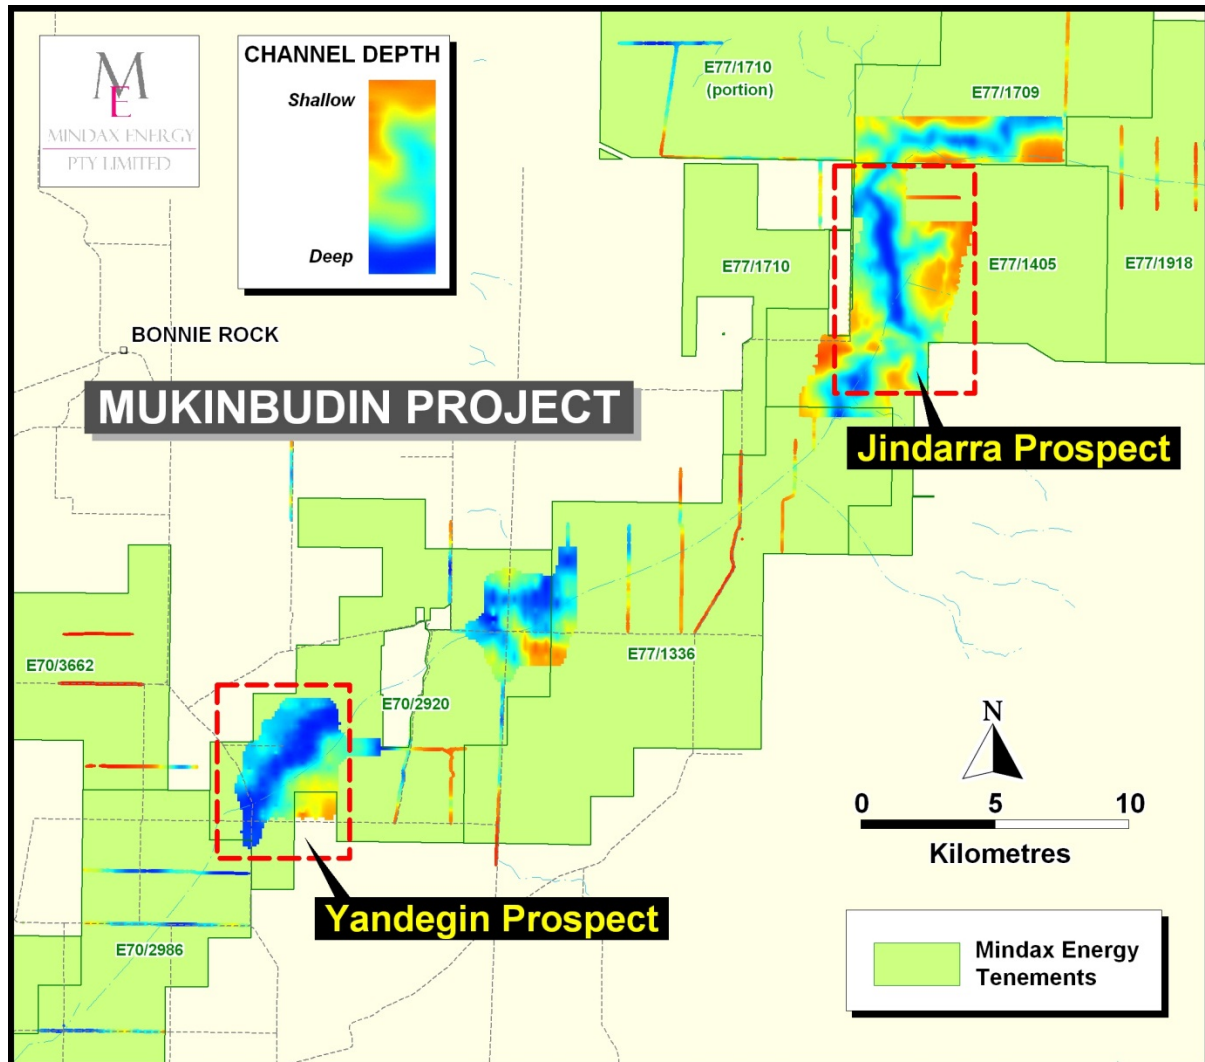 M
E
MINDAX ENERGY
PTY LIMITED
CHANNEL DEPTH
Shallow
Deep
E77/1710
(portion)
E77/1709
E77/1710
E77/1405
E77/1918
BONNIE ROCK
MUKINBUDIN PROJECT
Jindarra Prospect
E70/3662
E77/1336
E70/2920
N
0 5 10
Kilometres
Yandegin Prospect
E70/2986
Mindax Energy
Tenements